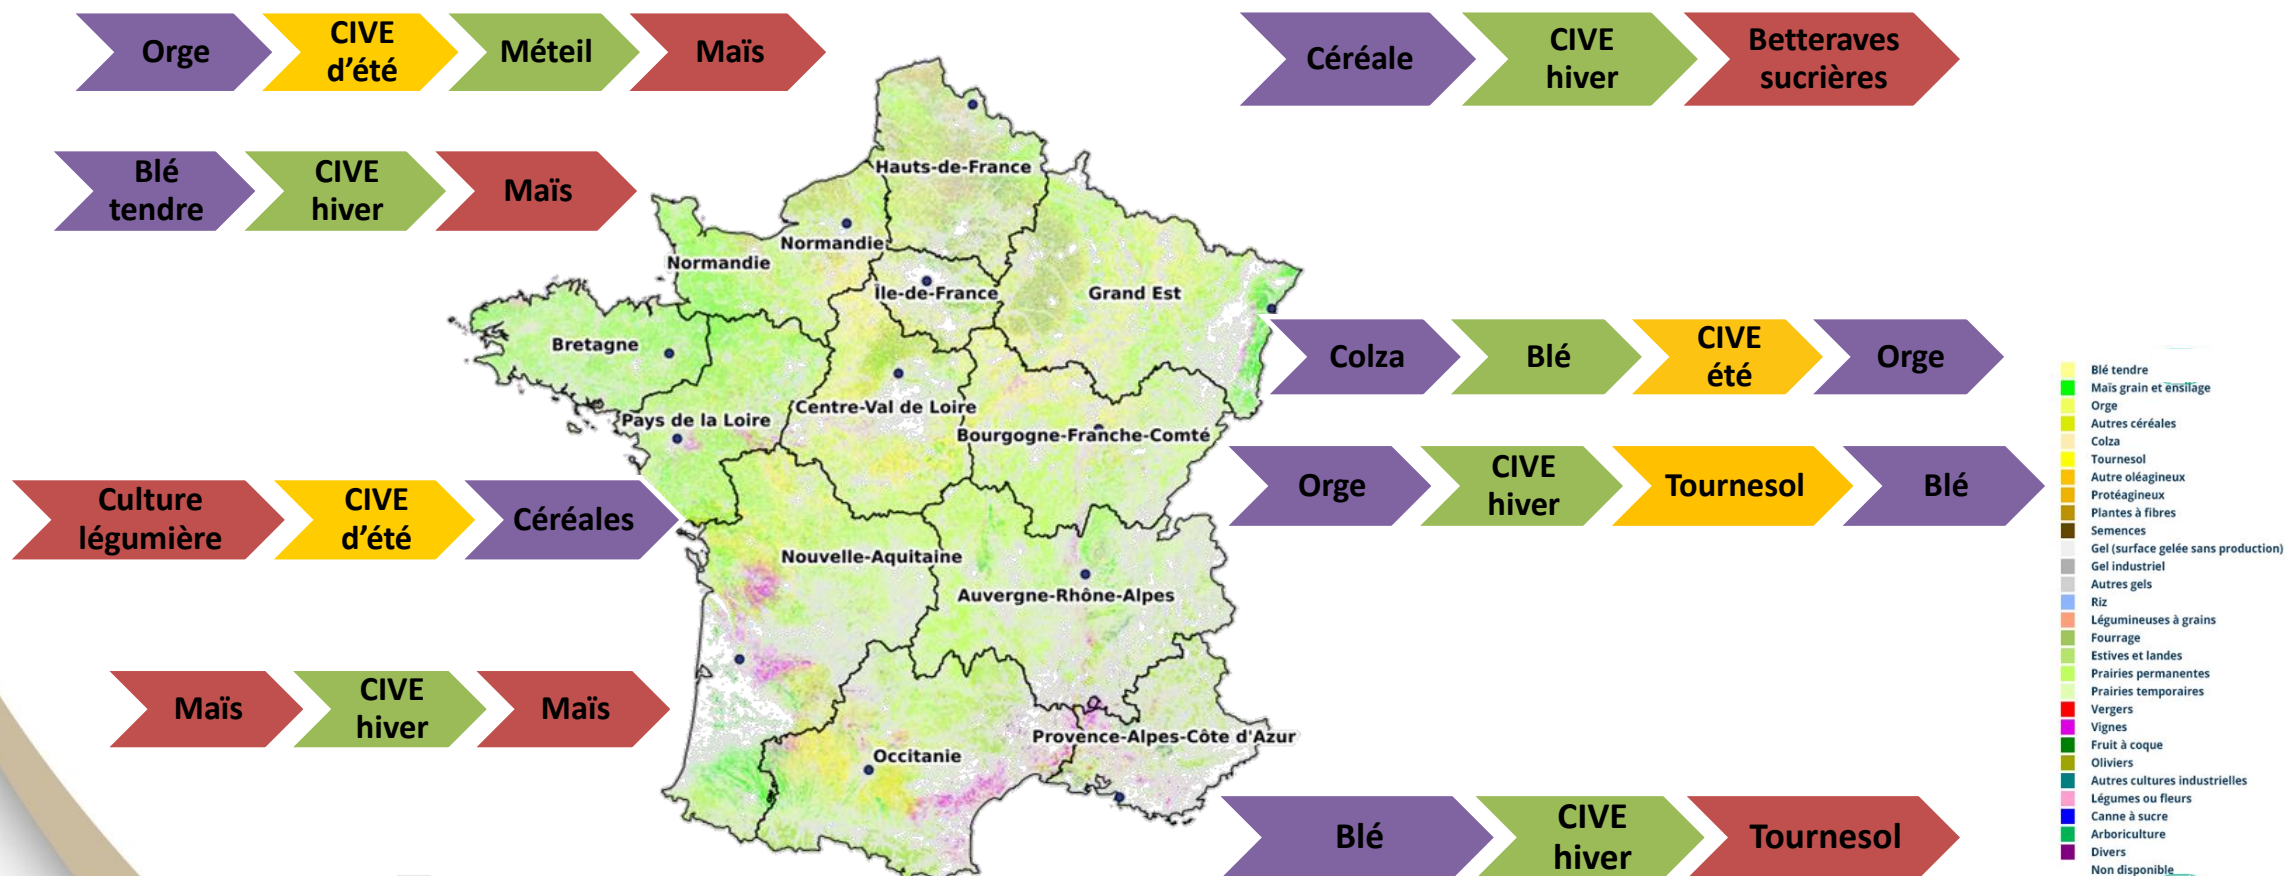 Orge
CIVE
d’été
Méteil
Maïs
Céréale
CIVE
hiver
Betteraves
sucrières
Blé
tendre
CIVE
hiver
Maïs
Hauts-de-France
Normandie
Normandie
Île-de-France
Grand Est
Bretagne
Pays de la Loire
Centre-Val de Loire
Bourgogne-Franche-Comté
Colza
Blé
CIVE
été
Orge
Orge
CIVE
hiver
Tournesol
Blé
Culture
légumière
CIVE
d’été
Céréales
Nouvelle-Aquitaine
Auvergne-Rhône-Alpes
Maïs
CIVE
hiver
Maïs
Occitanie
Provence-Alpes-Côte d'Azur
Blé
CIVE
hiver
Tournesol
Blé tendre
Maïs grain et ensilage
Orge
Autres céréales
Colza
Tournesol
Autre oléagineux
Protéagineux
Plantes à fibres
Semences
Gel (surface gelée sans production)
Gel industriel
Autres gels
Riz
Légumineuses à grains
Fourrage
Estives et landes
Prairies permanentes
Prairies temporaires
Vergers
Vignes
Fruit à coque
Oliviers
Autres cultures industrielles
Légumes ou fleurs
Canne à sucre
Arboriculture
Divers
Non disponible